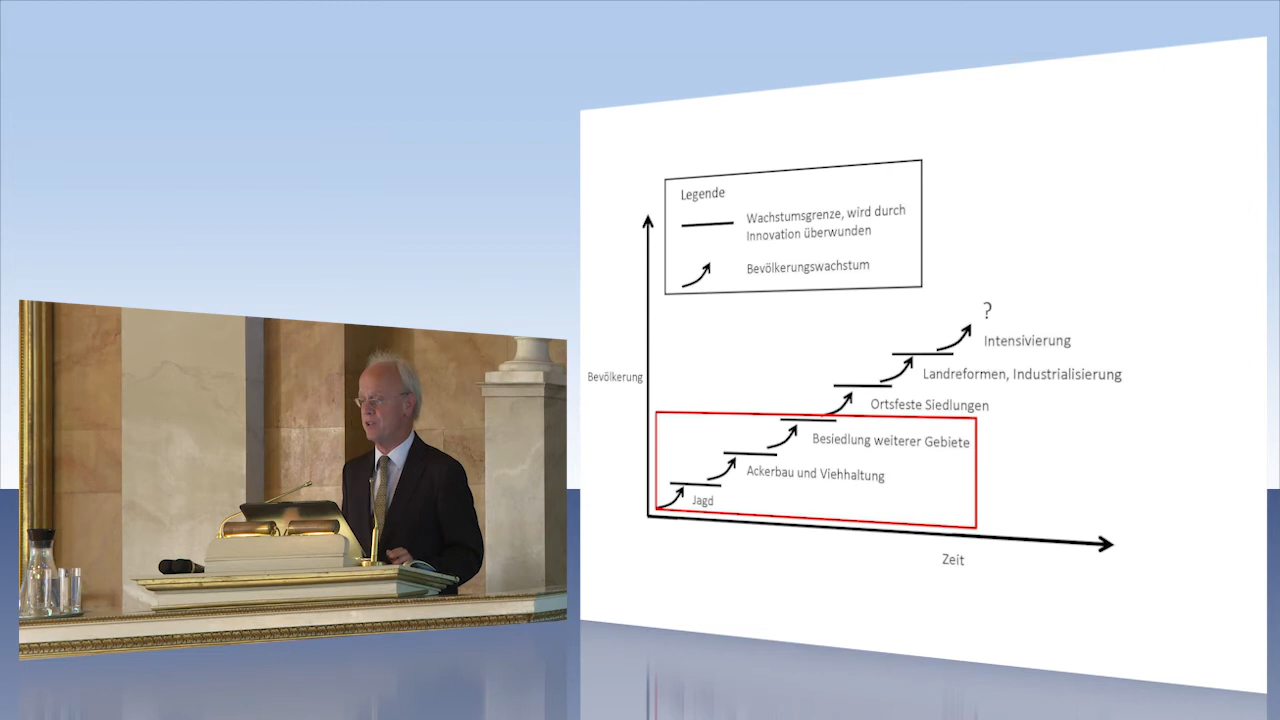 Legende
Wachstumsgrenze, wird durch
Innovation überwunden
Bevölkerungswachstum
?
Intensivierung
Landreformen, Industrialisierung
Bevölkerung
Ortsfeste Siedlungen
Besiedlung weiterer Gebiete
Ackerbau und Viehhaltung
Jagd
Zeit